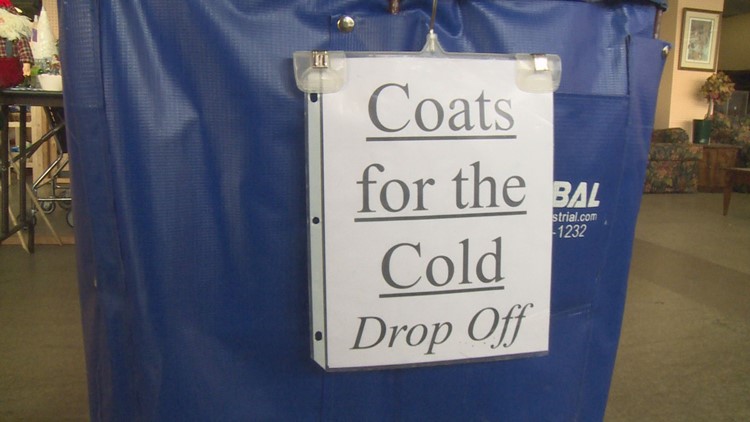 Coats
for the
Cold
Drop Off
BAL
strial.com
-1232